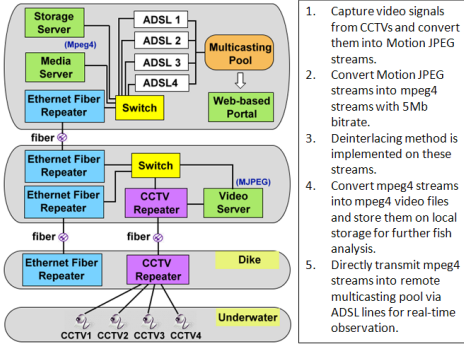 Storage
Server
(Mpeg4)
Media
Server
Ethernet Fiber
Repeater
ADSL 1
ADSL 2
ADSL 3
ADSL4
Switch
Multicasting
Pool
Web-based
Portal
fiber
Ethernet Fiber
Repeater
Ethernet Fiber
Repeater
Switch
(MJPEG)
CCTV
Repeater
Video
Server
fiber
fiber
Ethernet Fiber
Repeater
CCTV
Repeater
Dike
Underwater
CCTV1 CCTV2 CCTV3 CCTV4
1. Capture video signals
from CCTVs and convert
them into Motion JPEG
streams.
2. Convert Motion JPEG
streams into mpeg4
streams with 5Mb
bitrate.
3. Deinterlacing method is
implemented on these
streams.
4. Convert mpeg4 streams
into mpeg4 video files
and store them on local
storage for further fish
analysis.
5. Directly transmit mpeg4
streams into remote
multicasting pool via
ADSL lines for real-time
observation.